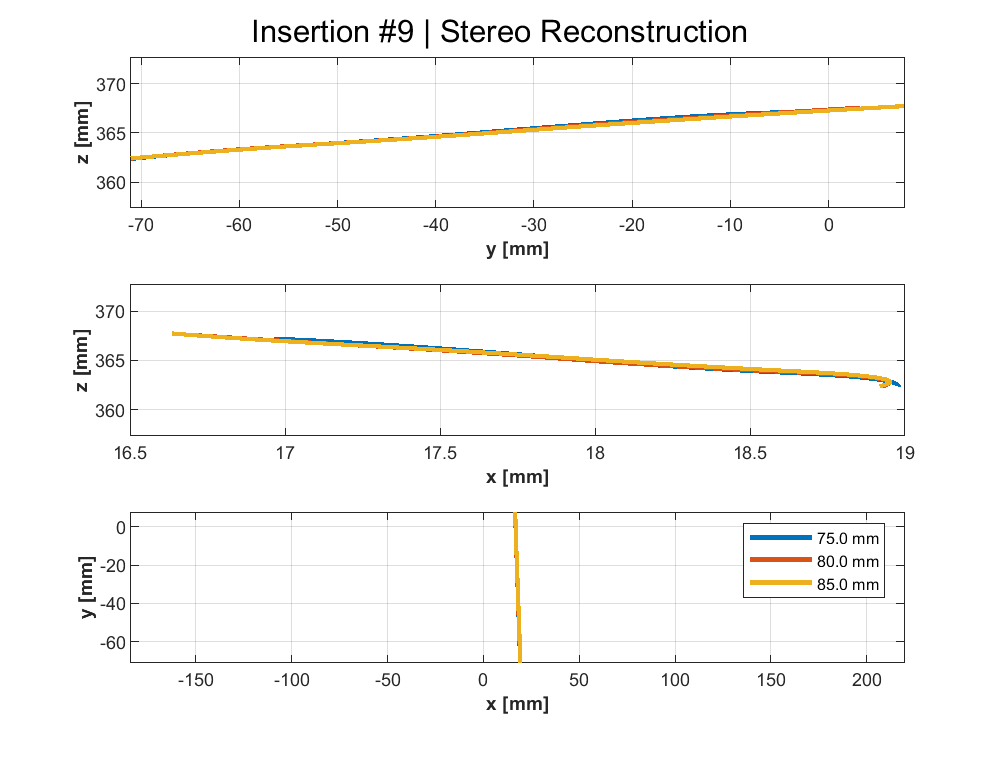 Insertion #9 | Stereo Reconstruction
370
365
360
z [mm]
-70 -60 -50 -40 -30 -20 -10 0
y [mm]
370
365
360
z [mm]
16.5 17 17.5 18 18.5 19
x [mm]
0
-20
-40
-60
y [mm]
75.0 mm
80.0 mm
85.0 mm
-150 -100 -50 0 50 100 150 200
x [mm]